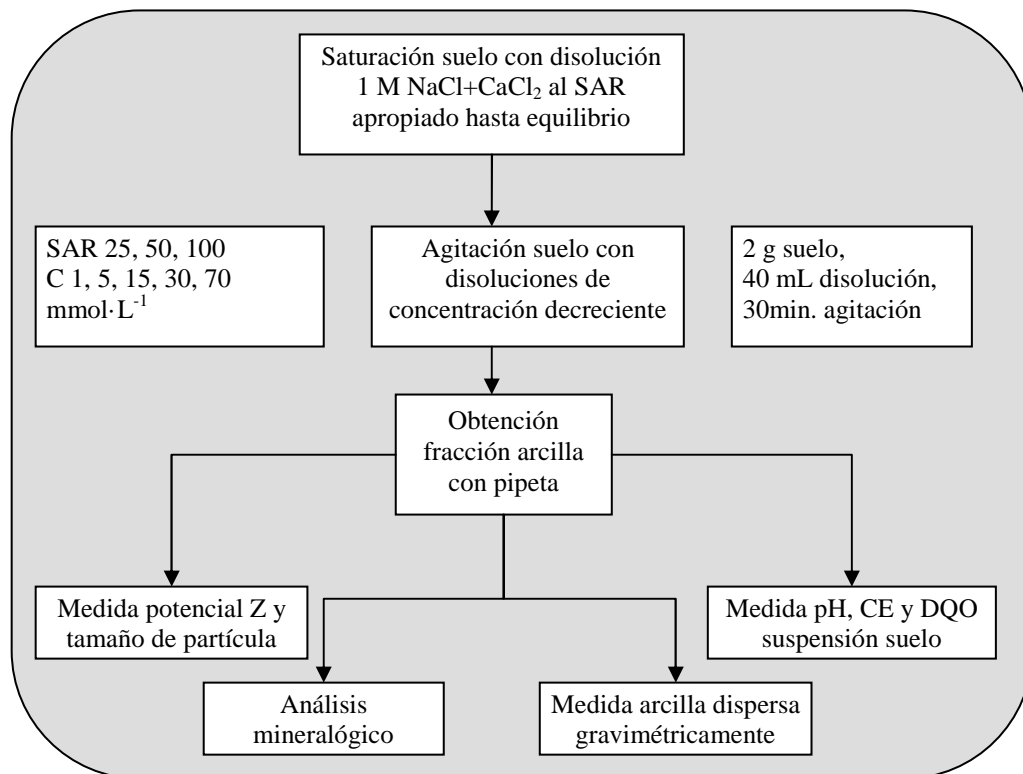 Saturación suelo con disolución
1 M NaCl+CaCl₂ al SAR
apropiado hasta equilibrio
SAR 25, 50, 100
C 1, 5, 15, 30, 70
mmol·L⁻¹
Agitación suelo con
disoluciones de
concentración decreciente
2 g suelo,
40 mL disolución,
30min. agitación
Obtención
fracción arcilla
con pipeta
Medida potencial Z y
tamaño de partícula
Medida pH, CE y DQO
suspensión suelo
Análisis
mineralógico
Medida arcilla dispersa
gravimétricamente